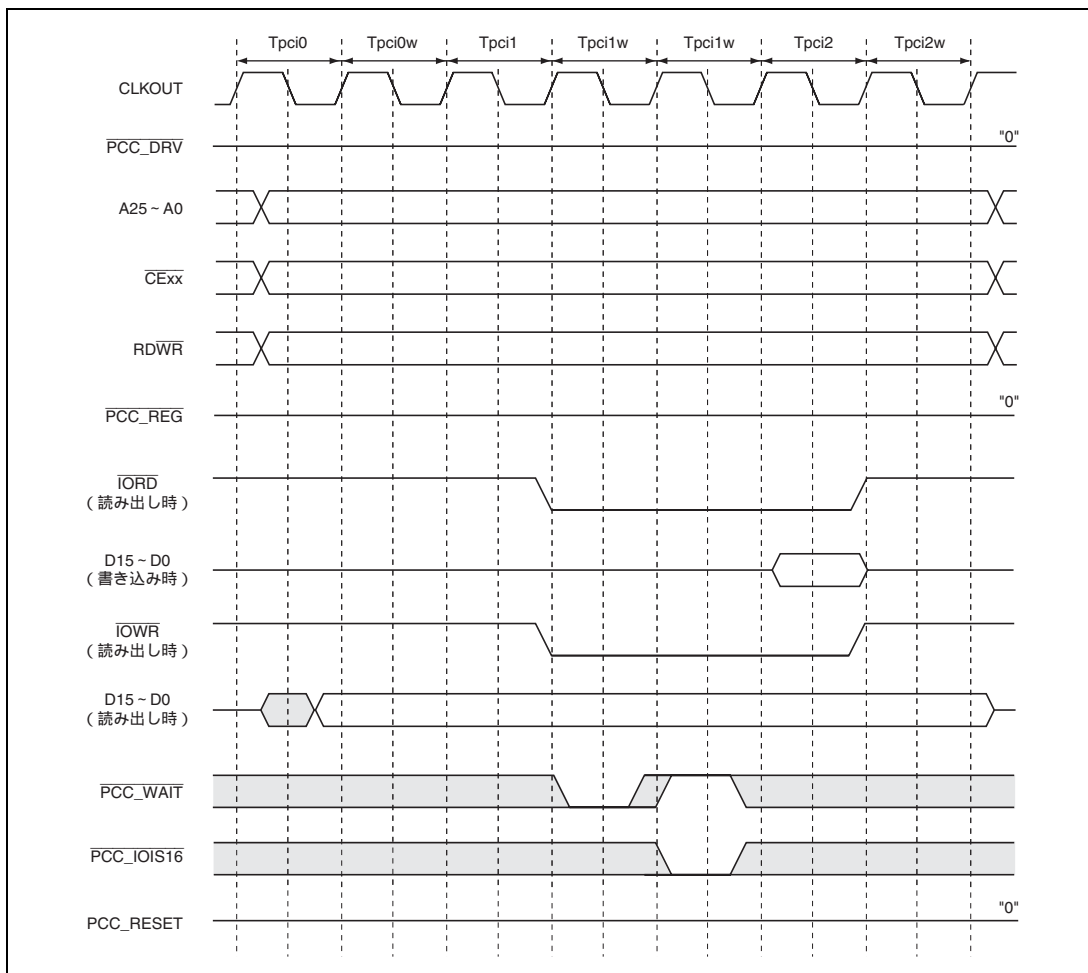 Tpci0 Tpci0w Tpci1 Tpci1w Tpci1w Tpci2 Tpci2w
CLKOUT
PCC_DRV "0"
A25~A0
CExx
RDWR
PCC_REG "0"
IORD
(読み出し時)
D15~D0
(書き込み時)
IOWR
(読み出し時)
D15~D0
(読み出し時)
PCC_WAIT
PCC_IOIS16
PCC_RESET "0"